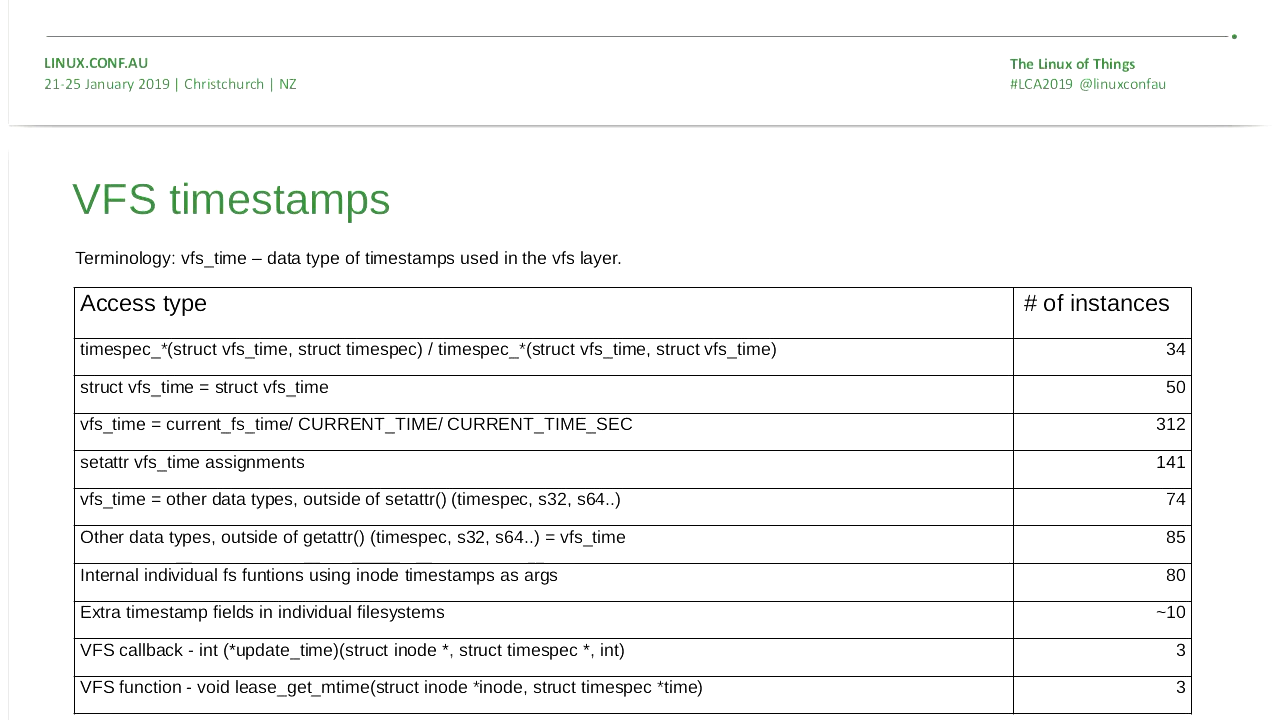 LINUX.CONF.AU
21-25 January 2019 | Christchurch | NZ
The Linux of Things
#LCA2019 @linuxconfau
VFS timestamps
Terminology: vfs_time – data type of timestamps used in the vfs layer.
Access type # of instances
timespec_*(struct vfs_time, struct timespec) / timespec_*(struct vfs_time, struct vfs_time) 34
struct vfs_time = struct vfs_time 50
vfs_time = current_fs_time/ CURRENT_TIME/ CURRENT_TIME_SEC 312
setattr vfs_time assignments 141
vfs_time = other data types, outside of setattr() (timespec, s32, s64..) 74
Other data types, outside of getattr() (timespec, s32, s64..) = vfs_time 85
Internal individual fs funtions using inode timestamps as args 80
Extra timestamp fields in individual filesystems ~10
VFS callback - int (*update_time)(struct inode *, struct timespec *, int) 3
VFS function - void lease_get_mtime(struct inode *inode, struct timespec *time) 3